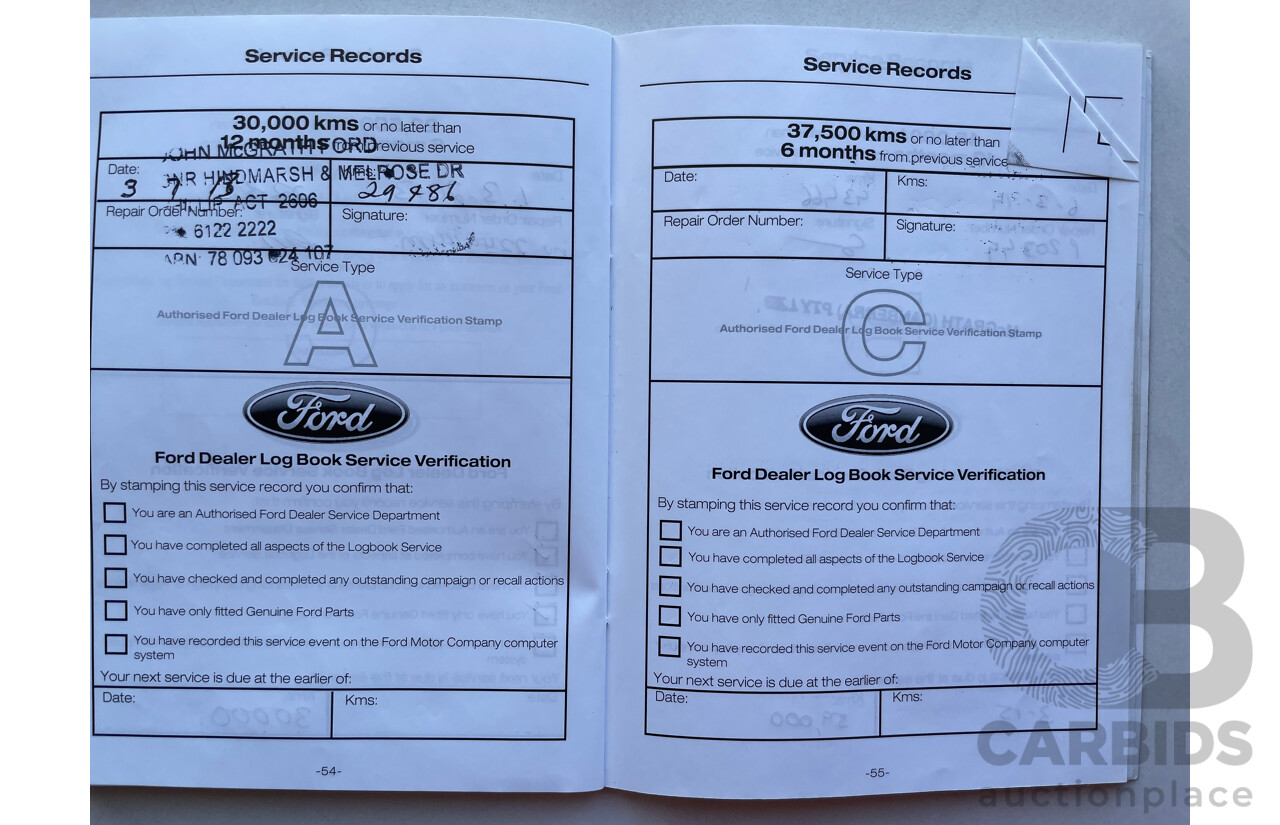 Service Records
30,000 kms or no later than
12 months from previous service
JOHN McGRATH FORD
CNR HINDMARSH & MELROSE DR
PHILLIP ACT 2606
6122 2222
ARN: 78 093 024 107
Date:
3 7
Kms:
29486
Repair Order Number:
Signature:
Service Type
A
Authorised Ford Dealer Log Book Service Verification Stamp
Ford
Ford Dealer Log Book Service Verification
By stamping this service record you confirm that:
You are an Authorised Ford Dealer Service Department
You have completed all aspects of the Logbook Service
You have checked and completed any outstanding campaign or recall actions
You have only fitted Genuine Ford Parts
You have recorded this service event on the Ford Motor Company computer
system
Your next service is due at the earlier of:
Date:
Kms:
-54-
Service Records
37,500 kms or no later than
6 months from previous service
Date:
Kms:
Repair Order Number:
Signature:
Service Type
C
Authorised Ford Dealer Log Book Service Verification Stamp
Ford
Ford Dealer Log Book Service Verification
By stamping this service record you confirm that:
You are an Authorised Ford Dealer Service Department
You have completed all aspects of the Logbook Service
You have checked and completed any outstanding campaign or recall actions
You have only fitted Genuine Ford Parts
You have recorded this service event on the Ford Motor Company computer
system
Your next service is due at the earlier of:
Date:
Kms:
-55-
CB
CARBIDS
auctionplace